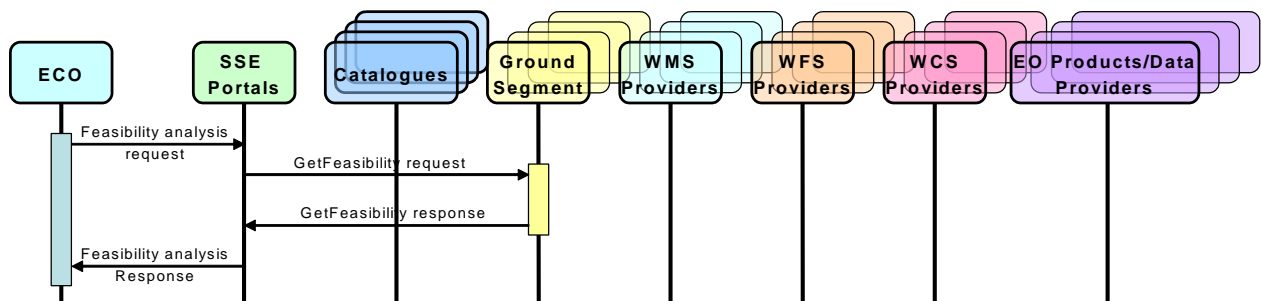 ECO
SSE
Portals
Catalogues
Ground
Segment
WMS
Providers
WFS
Providers
WCS
Providers
EO Products/Data
Providers
Feasibility analysis
request
GetFeasibility request
GetFeasibility response
Feasibility analysis
Response